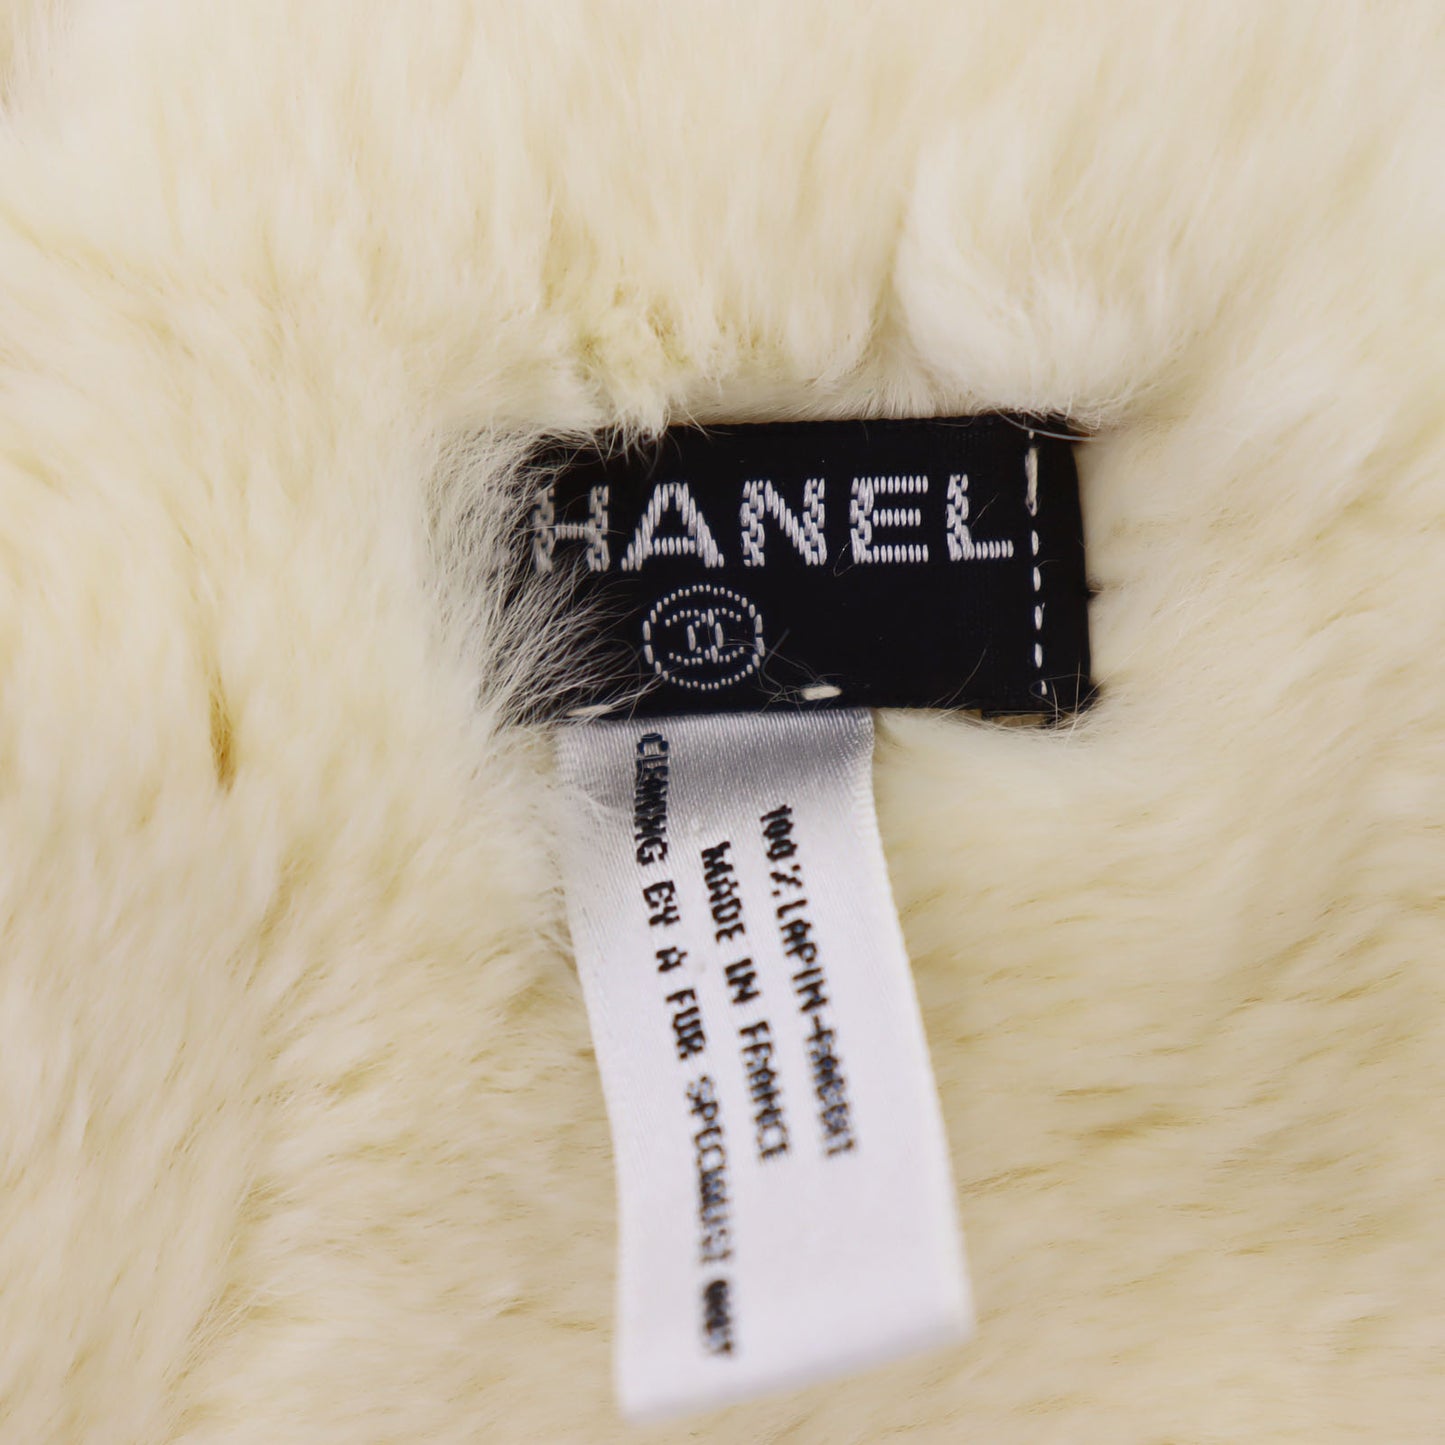 HANEL
100% LAPIN-RABBIT
MADE IN FRANCE
CLEANING BY A FUR SPECIALIST ONLY